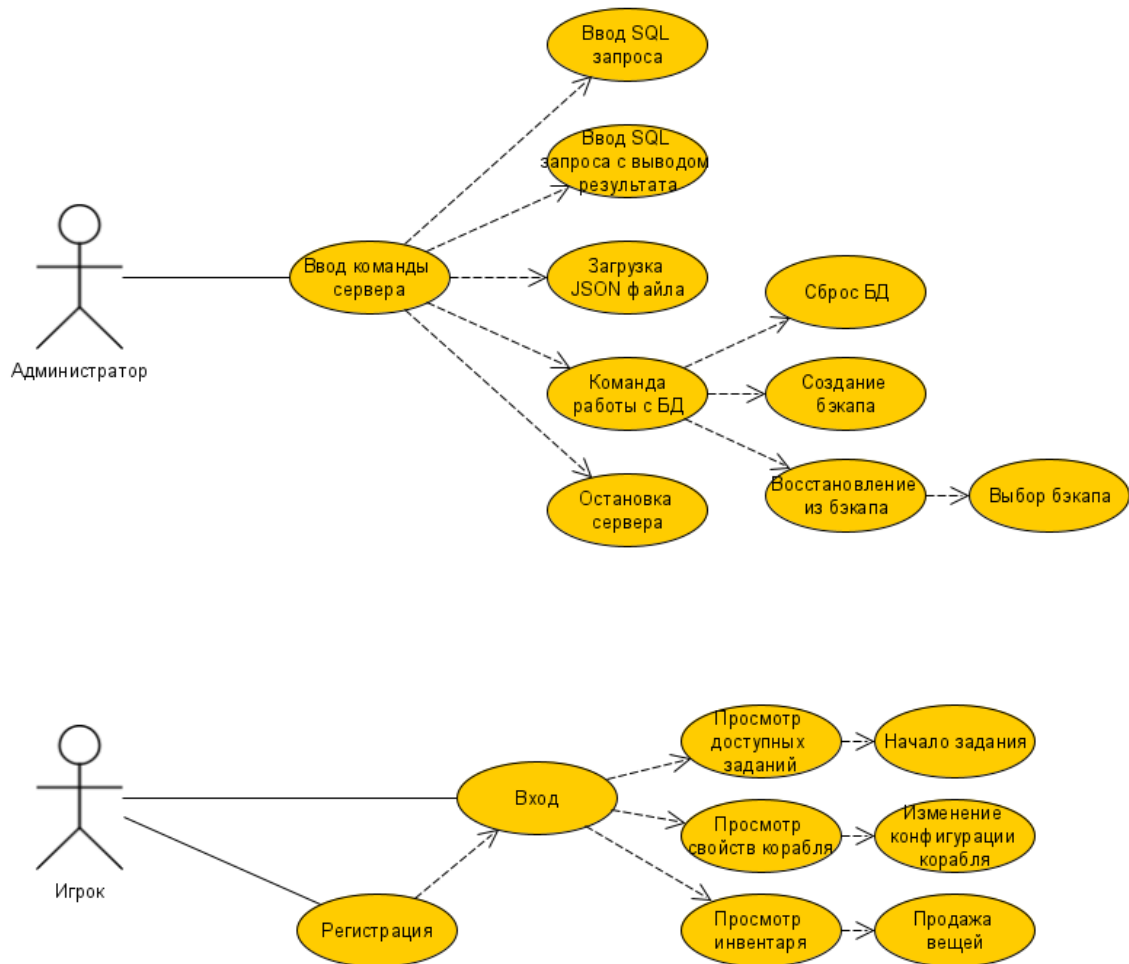 Ввод SQL
запроса
Ввод SQL
запроса с выводом
результата
Ввод команды
сервера
Загрузка
JSON файла
Сброс БД
Администратор
Команда
работы с БД
Создание
бэкапа
Остановка
сервера
Восстановление
из бэкапа
Выбор бэкапа
Просмотр
доступных
заданий
Начало задания
Вход
Просмотр
свойств корабля
Изменение
конфигурации
корабля
Игрок
Регистрация
Просмотр
инвентаря
Продажа
вещей